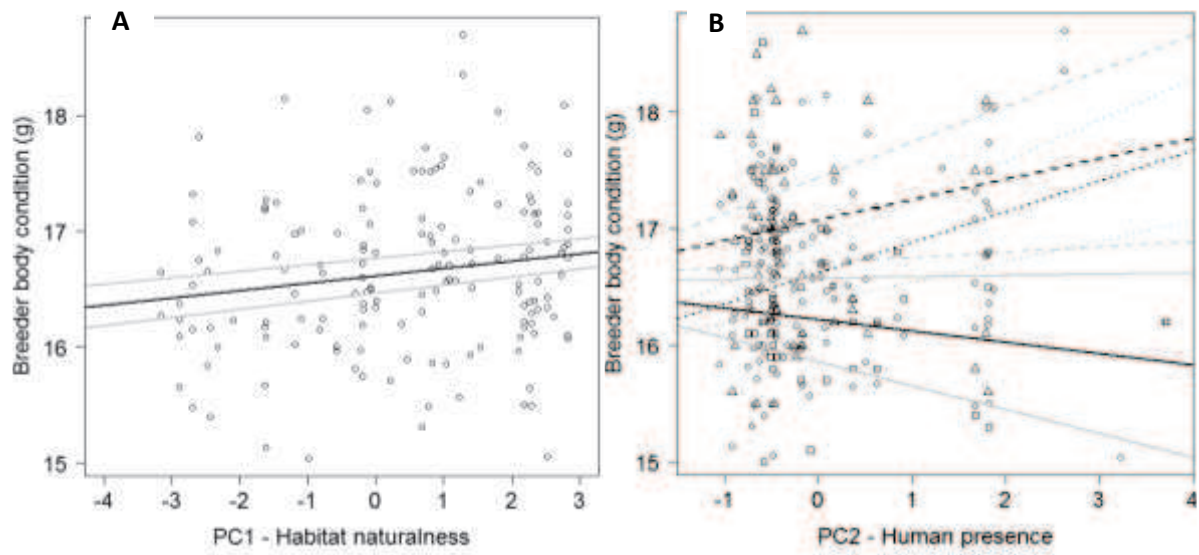 A
B
Breeder body condition (g)
18
17
16
15
-4 -3 -2 -1 0 1 2 3
PC1 - Habitat naturalness
Breeder body condition (g)
18
17
16
15
-1 0 1 2 3 4
PC2 - Human presence